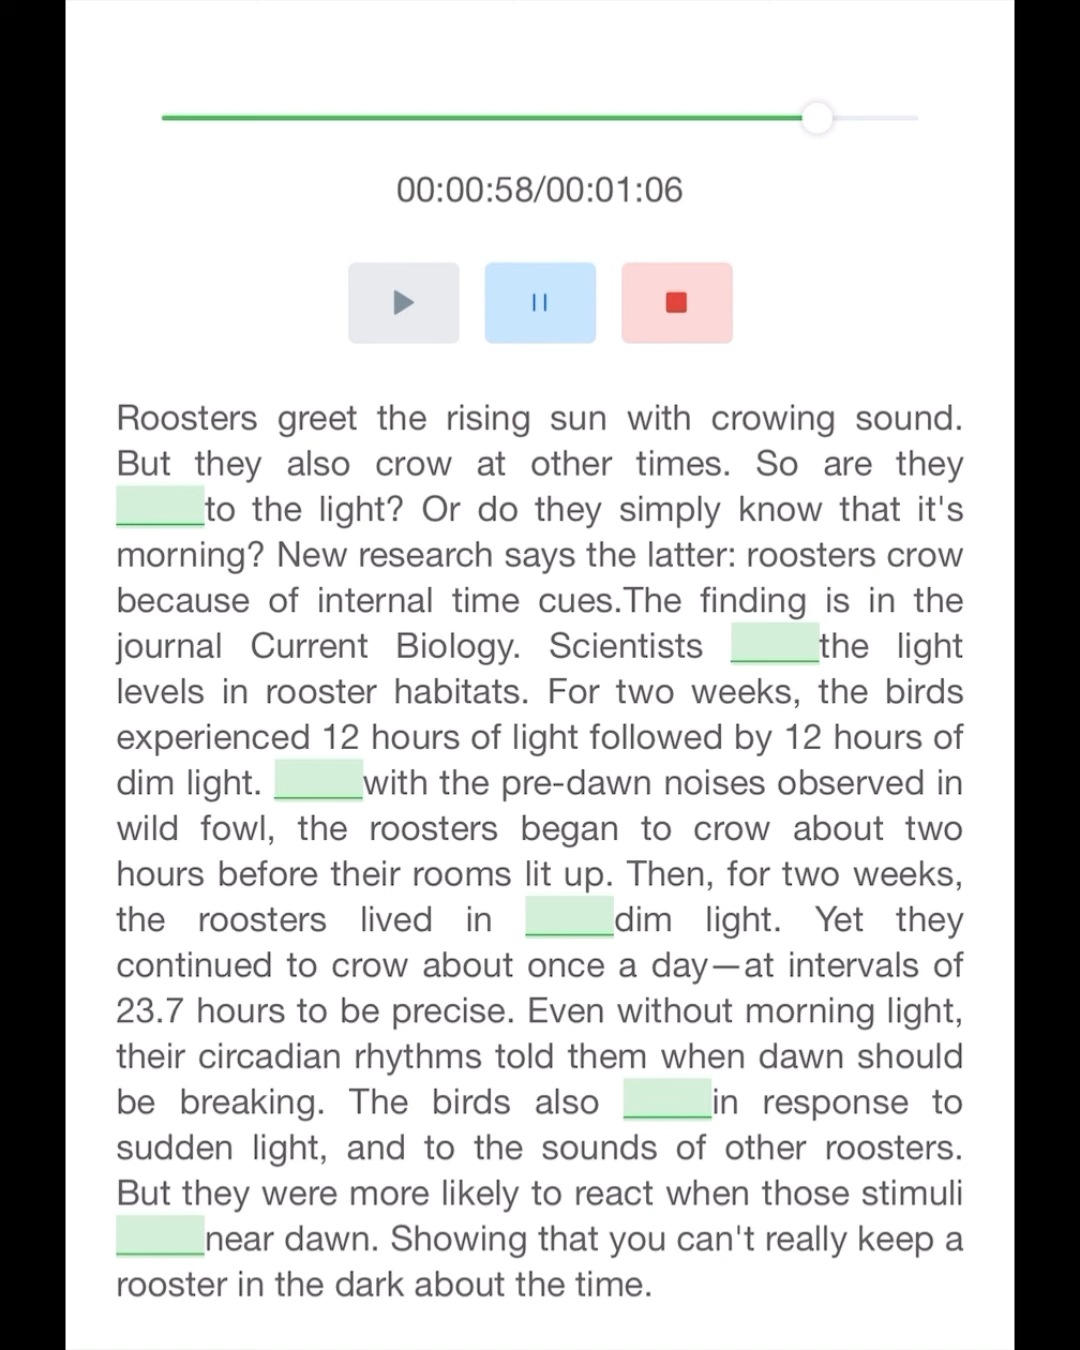 00:00:58/00:01:06
Roosters greet the rising sun with crowing sound.
But they also crow at other times. So are they
to the light? Or do they simply know that it's
morning? New research says the latter: roosters crow
because of internal time cues.The finding is in the
journal Current Biology. Scientists the light
levels in rooster habitats. For two weeks, the birds
experienced 12 hours of light followed by 12 hours of
dim light. with the pre-dawn noises observed in
wild fowl, the roosters began to crow about two
hours before their rooms lit up. Then, for two weeks,
the roosters lived in dim light. Yet they
continued to crow about once a day—at intervals of
23.7 hours to be precise. Even without morning light,
their circadian rhythms told them when dawn should
be breaking. The birds also in response to
sudden light, and to the sounds of other roosters.
But they were more likely to react when those stimuli
near dawn. Showing that you can't really keep a
rooster in the dark about the time.